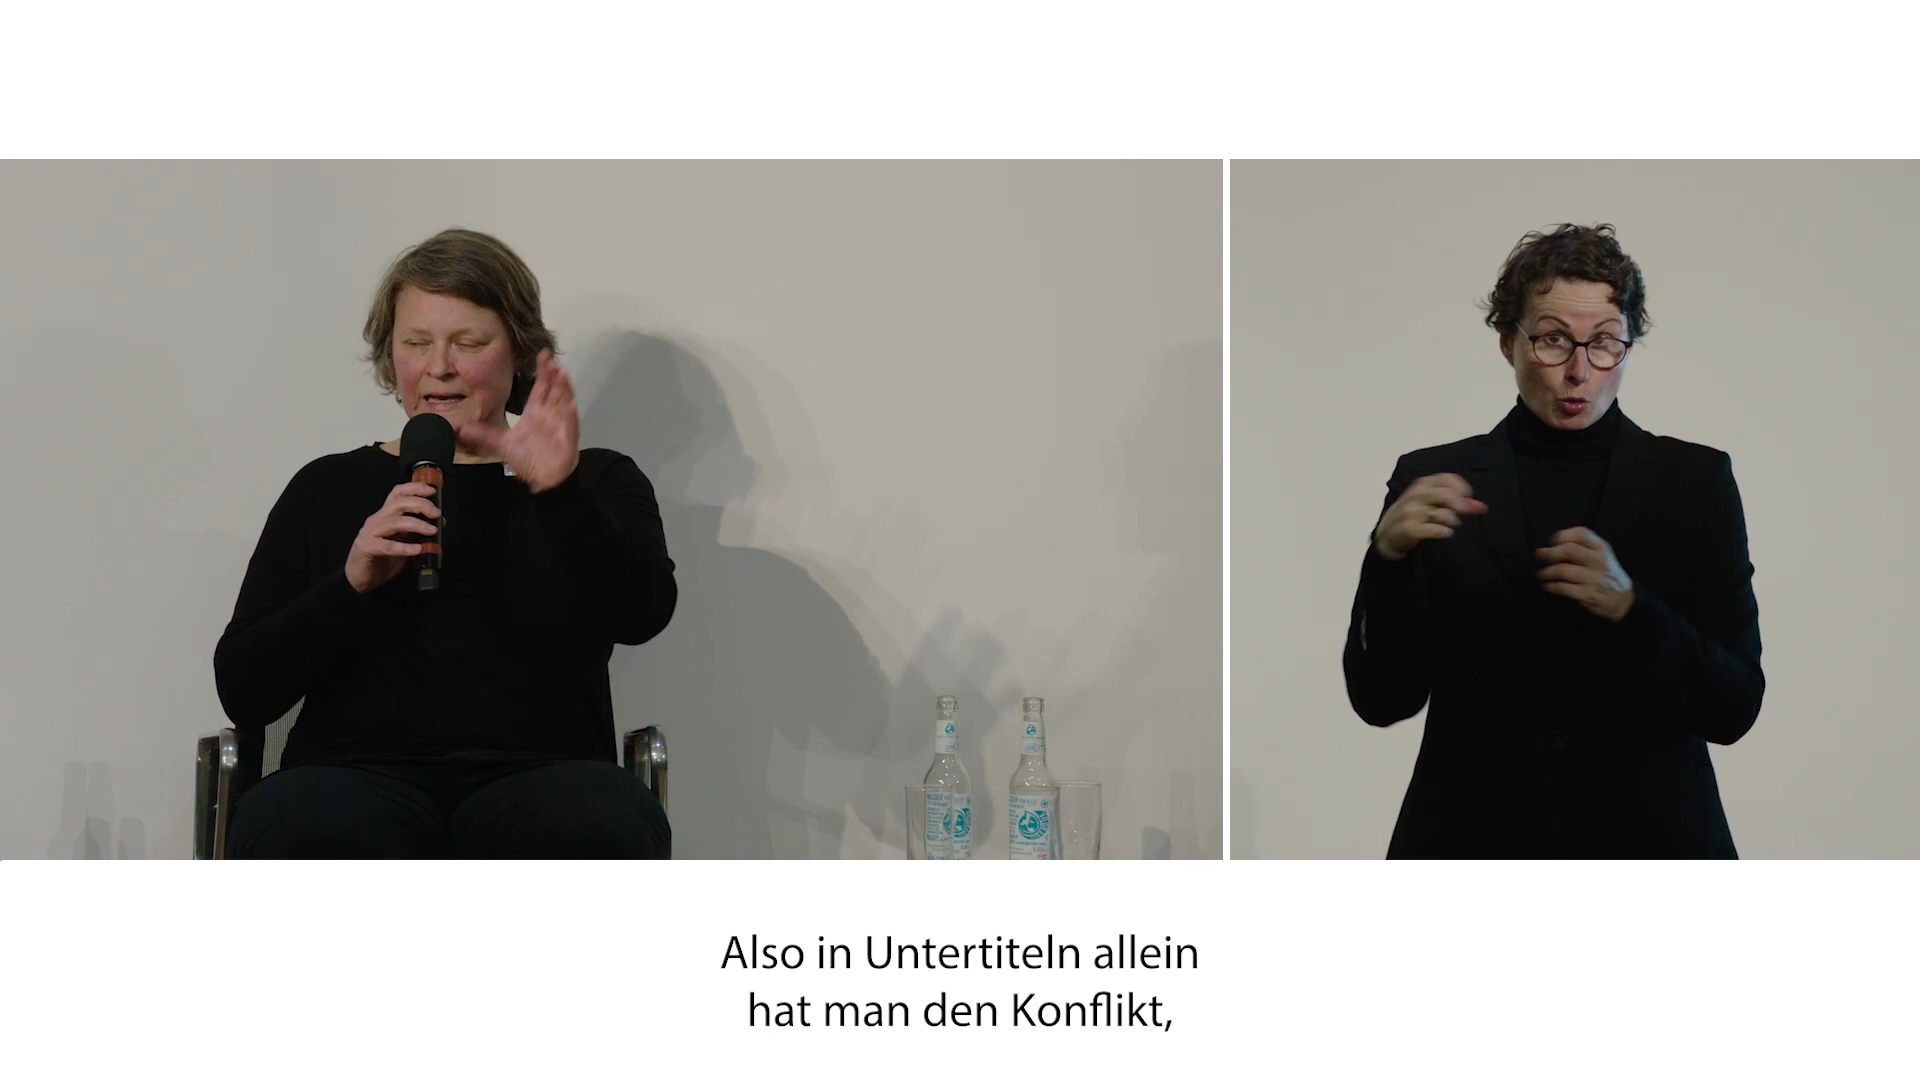 Also in Untertiteln allein
hat man den Konflikt,